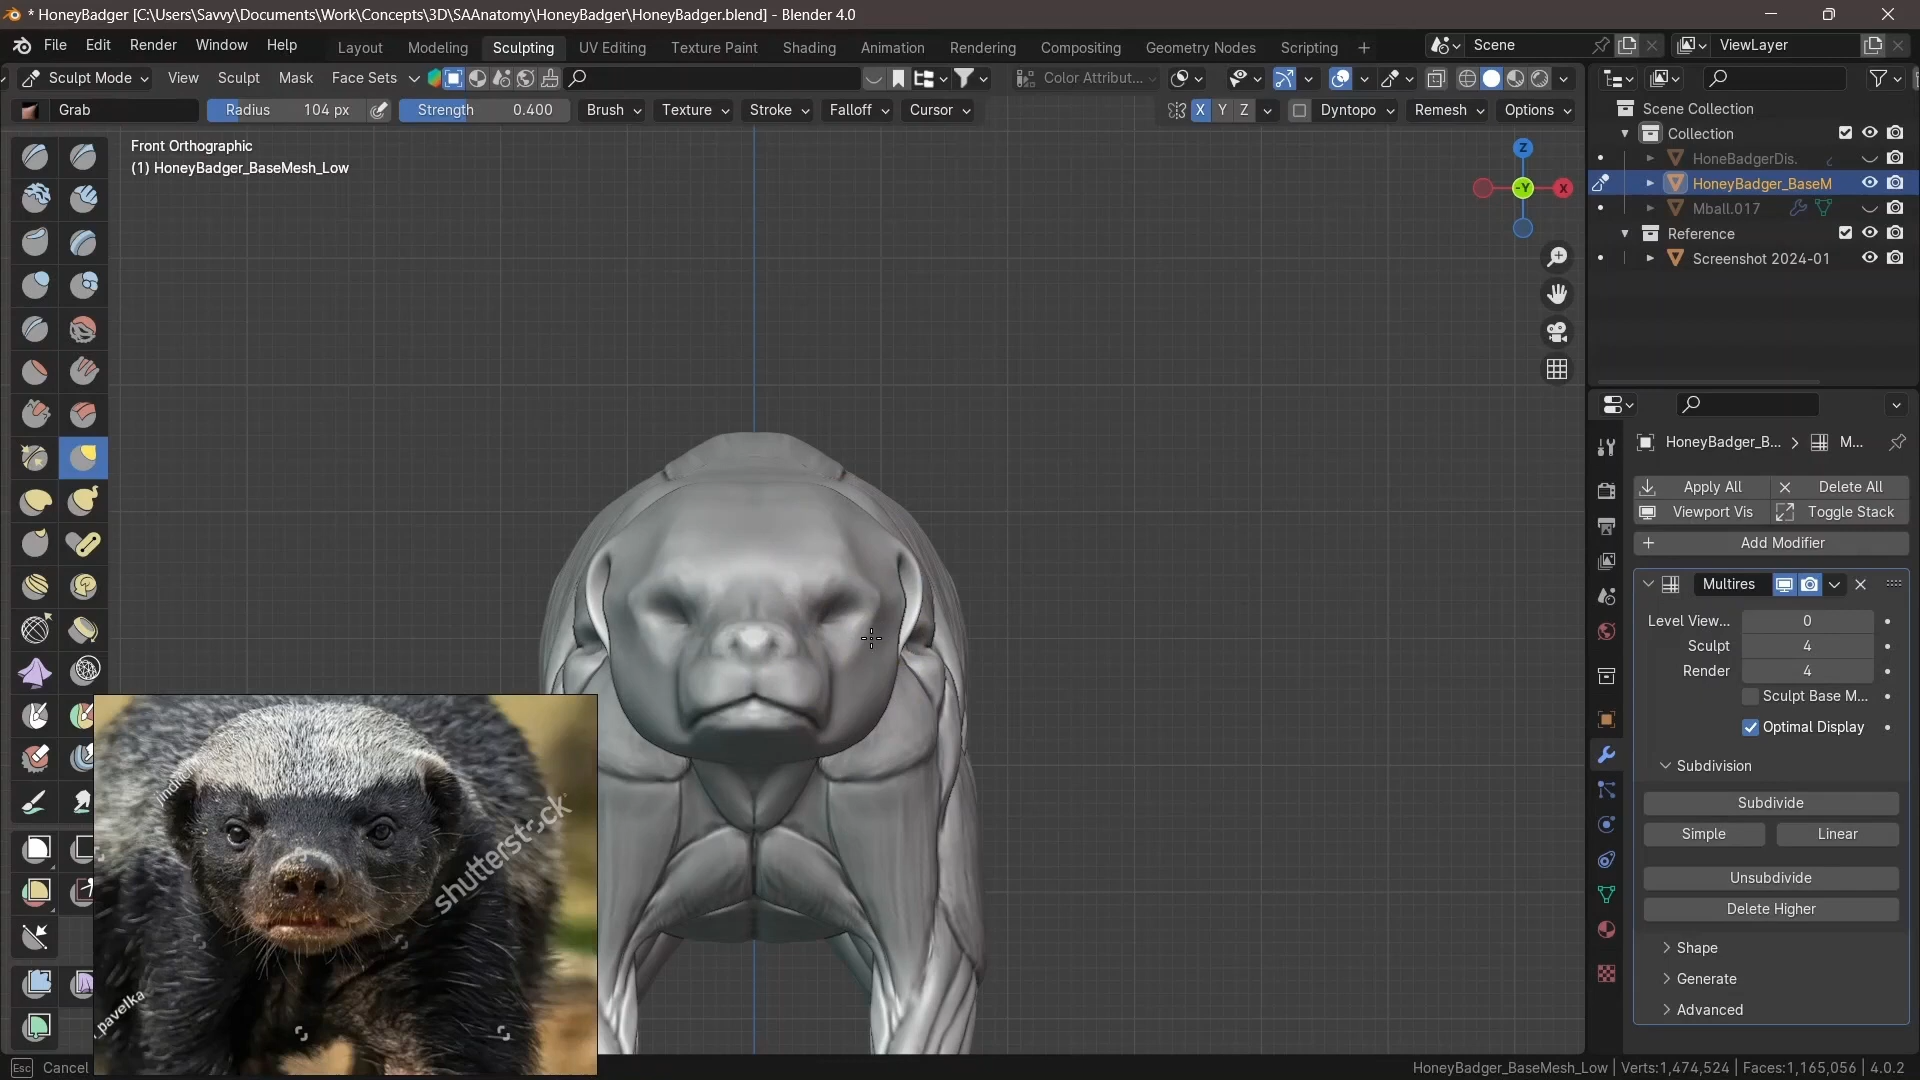 * HoneyBadger [C:\Users\Savvy\Documents\Work\Concepts\3D\SAAnatomy\HoneyBadger\HoneyBadger.blend] - Blender 4.0
File Edit Render Window Help
Layout Modeling Sculpting UV Editing Texture Paint Shading Animation Rendering Compositing Geometry Nodes Scripting +
Scene
ViewLayer
Sculpt Mode View Sculpt Mask Face Sets
Color Attribut...
Grab Radius 104 px Strength 0.400 Brush Texture Stroke Falloff Cursor
X Y Z Dyntopo Remesh Options
Front Orthographic
(1) HoneyBadger_BaseMesh_Low
Z
-Y
X
Scene Collection
Collection
HoneBadgerDis.
HoneyBadger_BaseM
Mball.017
Reference
Screenshot 2024-01
HoneyBadger_B... > M...
Apply All Delete All
Viewport Vis Toggle Stack
Add Modifier
Multires
Level View... 0
Sculpt 4
Render 4
Sculpt Base M...
Optimal Display
Subdivision
Subdivide
Simple Linear
Unsubdivide
Delete Higher
Shape
Generate
Advanced
shutterstock
pavelka
Esc Cancel
HoneyBadger_BaseMesh_Low | Verts:1,474,524 | Faces:1,165,056 | 4.0.2